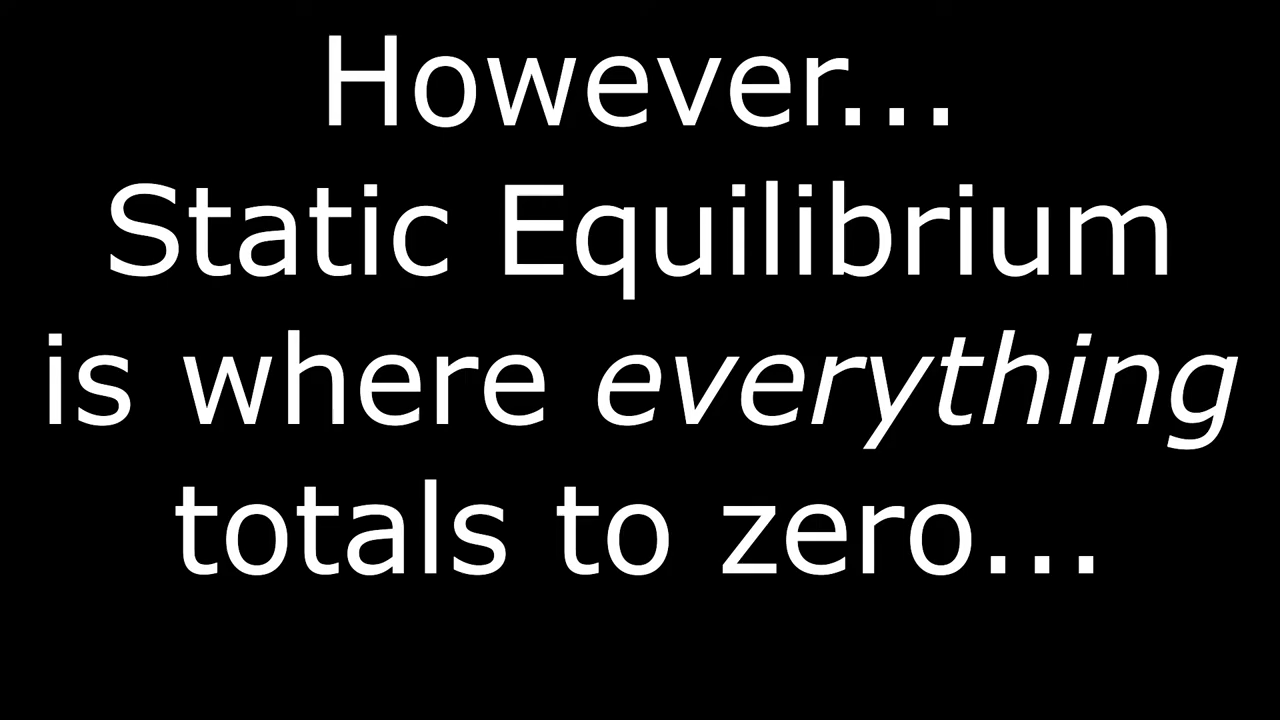 However...
Static Equilibrium
is where everything
totals to zero...